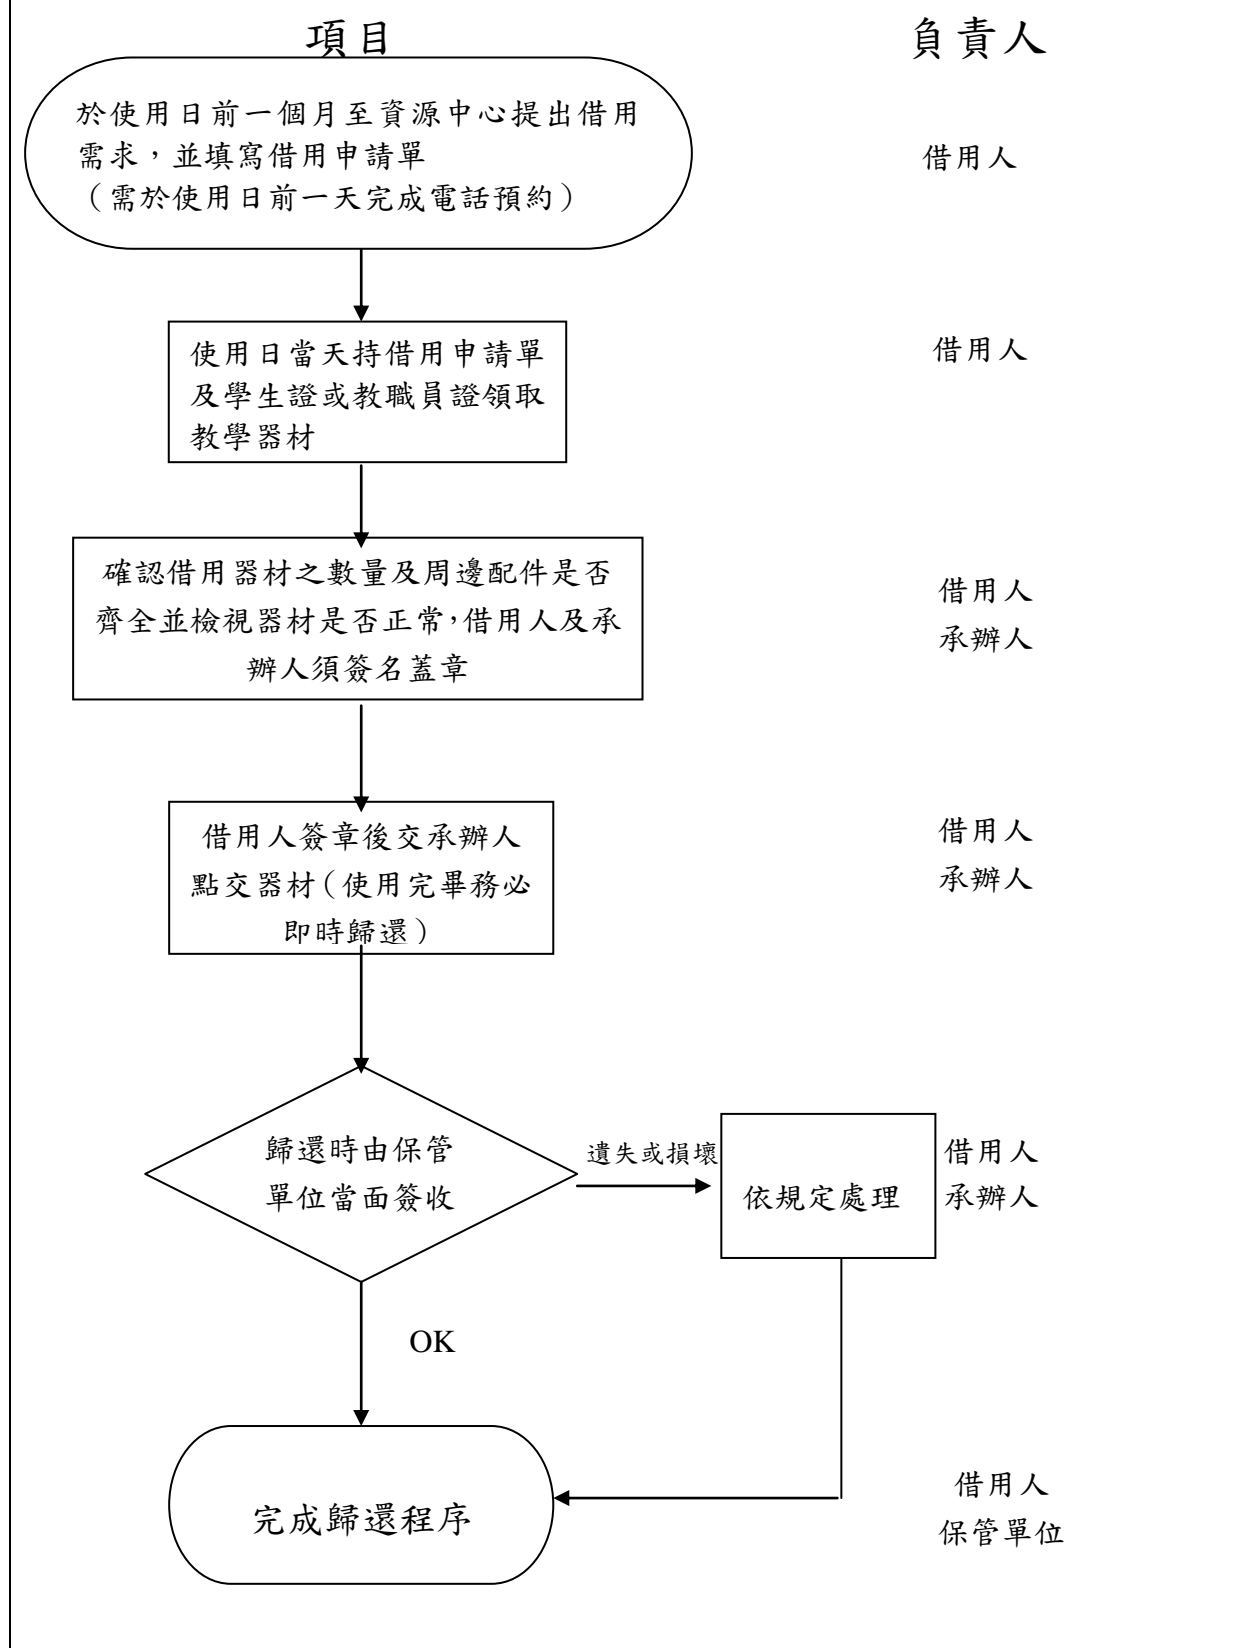 項目
負責人
於使用日前一個月至資源中心提出借用
需求，並填寫借用申請單
（需於使用日前一天完成電話預約）
借用人
使用日當天持借用申請單
及學生證或教職員證領取
教學器材
借用人
確認借用器材之數量及周邊配件是否
齊全並檢視器材是否正常，借用人及承
辦人須簽名蓋章
借用人
承辦人
借用人簽章後交承辦人
點交器材（使用完畢務必
即時歸還）
借用人
承辦人
歸還時由保管
單位當面簽收
遺失或損壞
依規定處理
借用人
承辦人
OK
完成歸還程序
借用人
保管單位